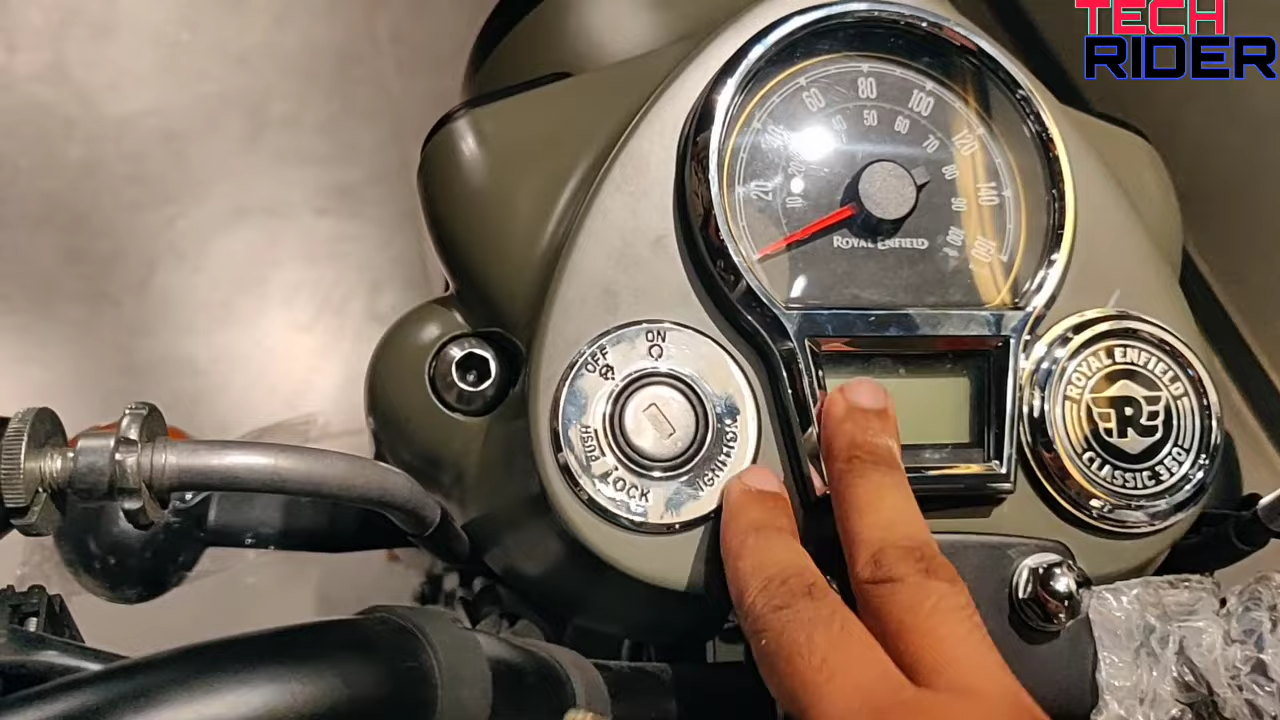 TECH
RIDER
20 40 60 80 100 120 140 160
10 20 40 50 60 70 80 90 100
ROYAL ENFIELD
OFF ON
PUSH LOCK IGNITION
ROYAL ENFIELD
R
CLASSIC 350